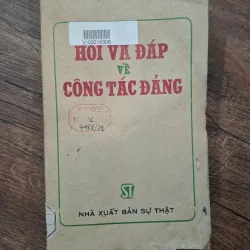 HỎI VÀ ĐÁP
VỀ
CÔNG TÁC ĐẢNG
ST
NHÀ XUẤT BẢN SỰ THẬT